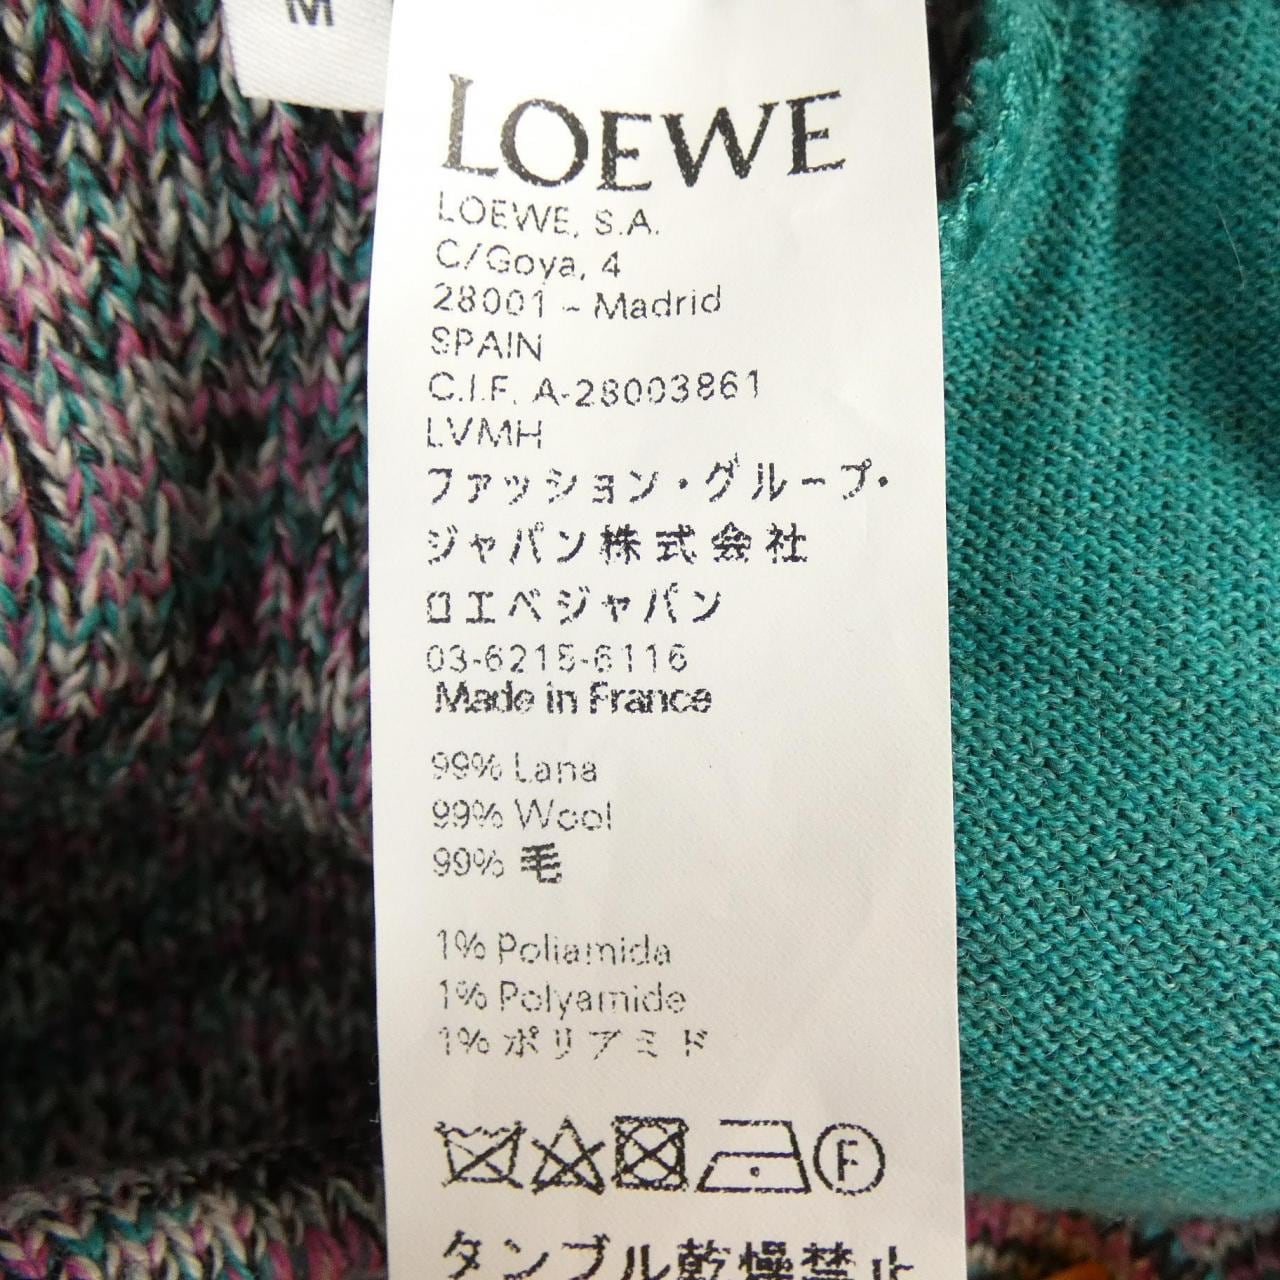 M
LOEWE
LOEWE, S.A.
C/Goya, 4
28001 - Madrid
SPAIN
C.I.F. A-28003861
LVMH
ファッション・グループ・
ジャパン株式会社
ロエベジャパン
03-6215-6116
Made in France
99% Lana
99% Wool
99% 毛
1% Poliamida
1% Polyamide
1% ポリアミド
F
タンブル乾燥禁止